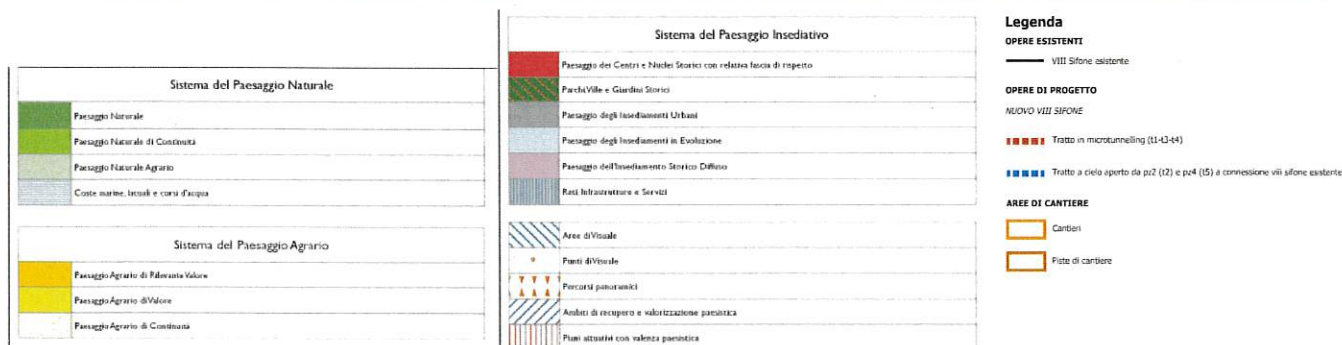 Sistema del Paesaggio Naturale
Paesaggio Naturale
Paesaggio Naturale di Continuità
Paesaggio Naturale Agrario
Coste marine, lacuali e corsi d'acqua
Sistema del Paesaggio Agrario
Paesaggio Agrario di Rilevante Valore
Paesaggio Agrario di Valore
Paesaggio Agrario di Continuità
Sistema del Paesaggio Insediativo
Paesaggio dei Centri e Nuclei Storici con relativa fascia di rispetto
Parchi Ville e Giardini Storici
Paesaggio degli Insediamenti Urbani
Paesaggio degli Insediamenti in Evoluzione
Paesaggio dell'Insediamento Storico Diffuso
Reti Infrastrutture e Servizi
Aree di Visuale
Punti di Visuale
Percorsi panoramici
Ambiti di recupero e valorizzazione paesistica
Piani attuativi con valenza paesistica
Legenda
OPERE ESISTENTI
VIII Sifone esistente
OPERE DI PROGETTO
NUOVO VIII SIFONE
Tratto in microtunnelling (t1-t3-t4)
Tratto a cielo aperto da pz2 (t2) e pz4 (t5) a connessione viii sifone esistente
AREE DI CANTIERE
Cantieri
Piste di cantiere